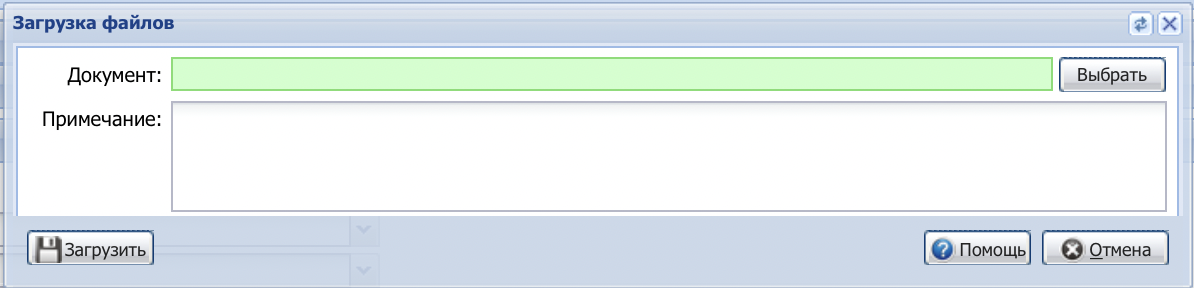 Загрузка файлов
Документ:
Выбрать
Примечание:
Загрузить
Помощь
Отмена